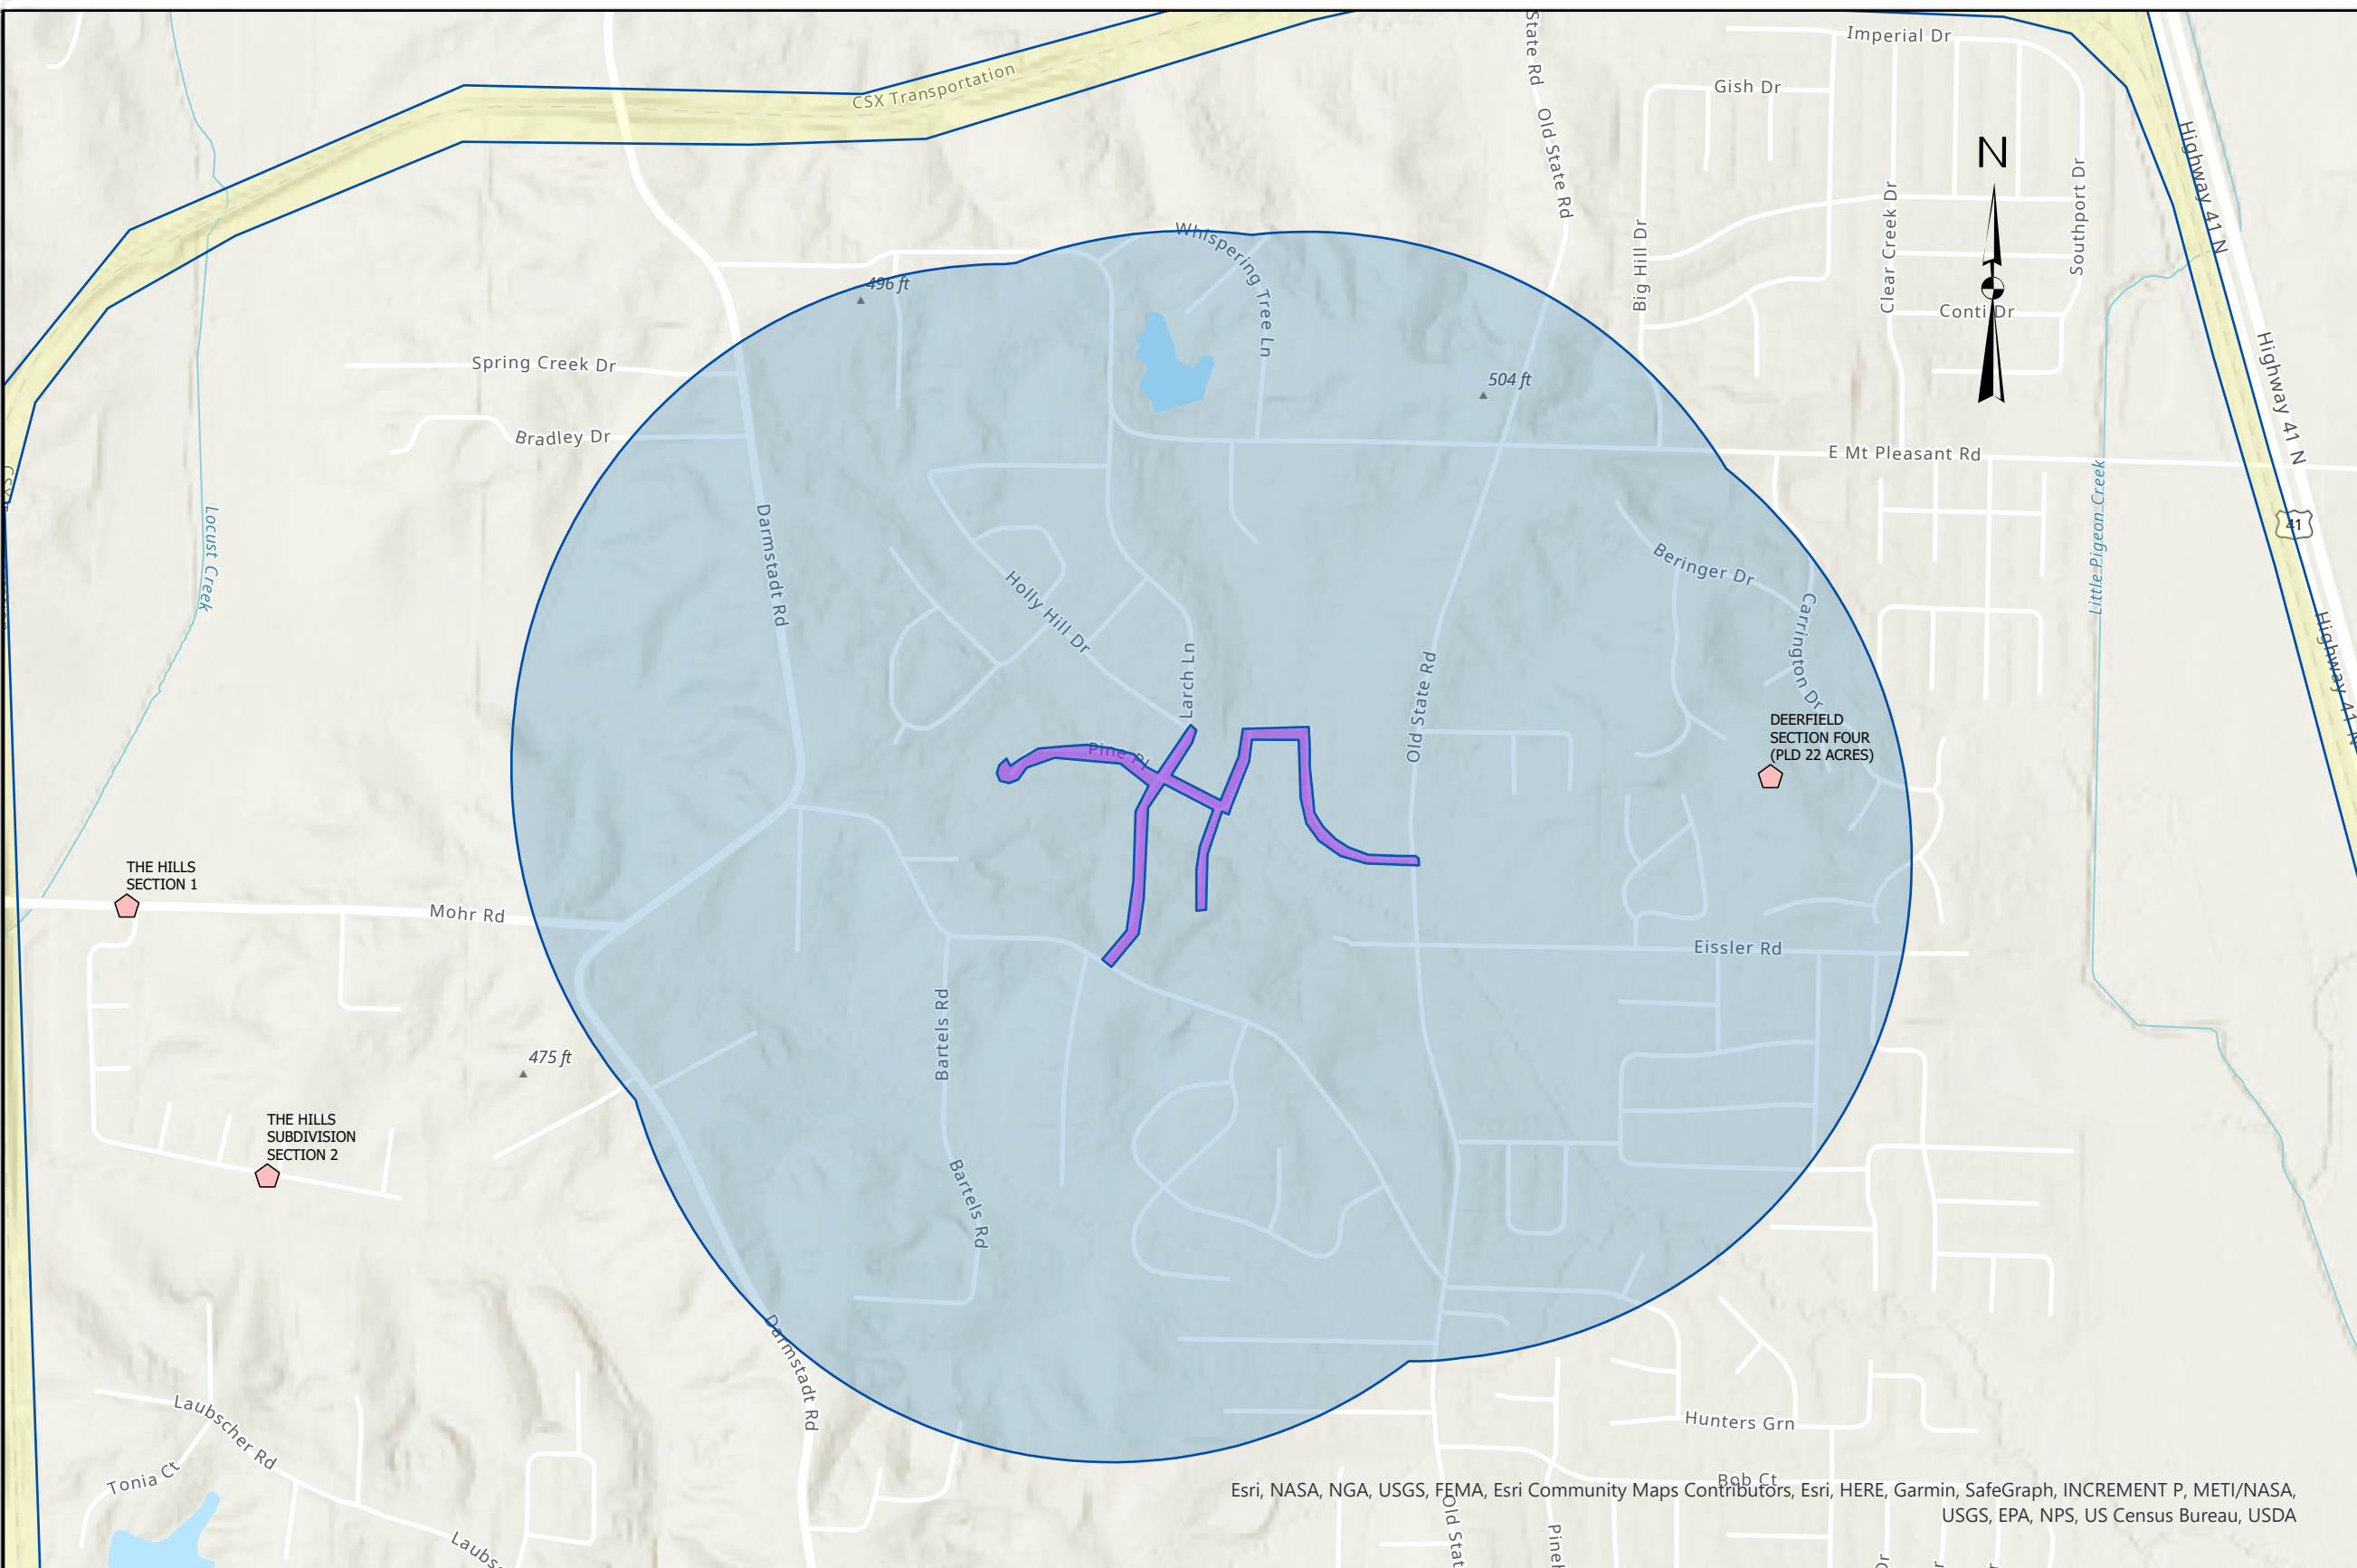 Imperial Dr
State Rd
CSX Transportation
Gish Dr
Old State Rd
Highway 41 N
N
Southport Dr
Clear Creek Dr
Big Hill Dr
Whispering Tree Ln
496 ft
Conti Dr
Spring Creek Dr
504 ft
Highway 41 N
Bradley Dr
E Mt Pleasant Rd
Little Pigeon Creek
41
Locust Creek
Darmstadt Rd
Beringer Dr
Holly Hill Dr
Carrington Dr
Larch Ln
Old State Rd
Highway 41 N
DEERFIELD
SECTION FOUR
(PLD 22 ACRES)
Pine Pl
THE HILLS
SECTION 1
Mohr Rd
Eissler Rd
Bartels Rd
475 ft
THE HILLS
SUBDIVISION
SECTION 2
Bartels Rd
Darmstadt Rd
Laubscher Rd
Hunters Grn
Tonia Ct
Bob Ct
Esri, NASA, NGA, USGS, FEMA, Esri Community Maps Contributors, Esri, HERE, Garmin, SafeGraph, INCREMENT P, METI/NASA,
USGS, EPA, NPS, US Census Bureau, USDA
Old Stat
Laubs
Dr